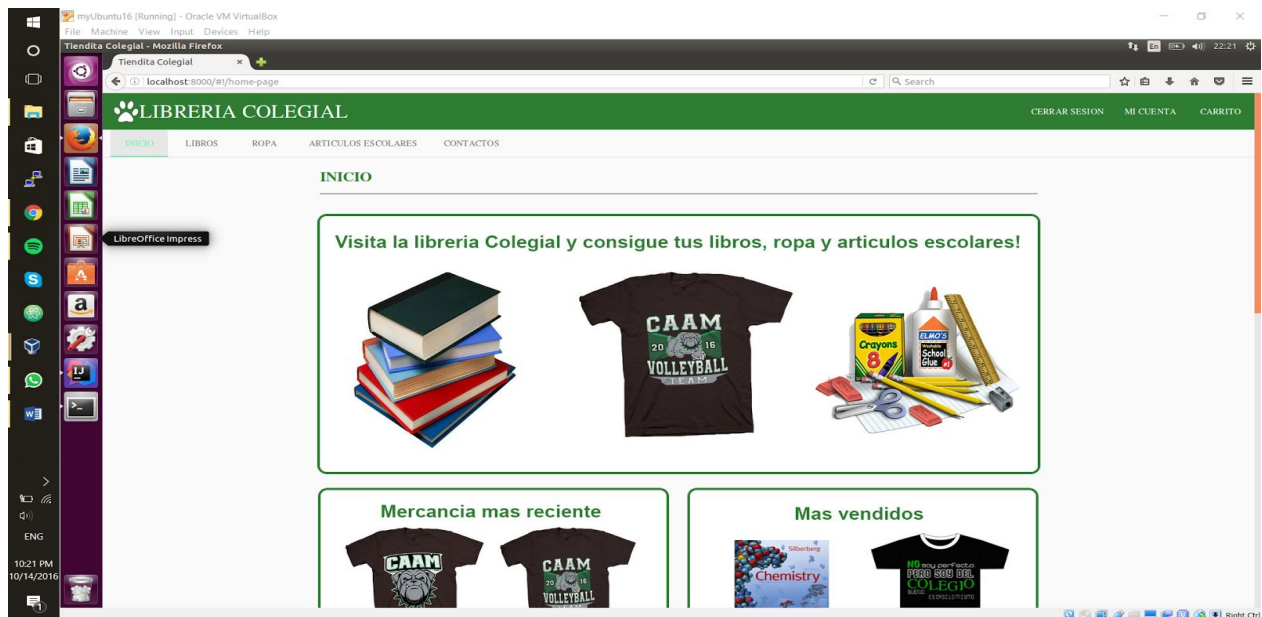 myUbuntu16 [Running] - Oracle VM VirtualBox
File Machine View Input Devices Help
Tiendita Colegial - Mozilla Firefox
En 22:21
Tiendita Colegial
localhost:8000/#!/home-page
Search
LIBRERIA COLEGIAL
CERRAR SESION MI CUENTA CARRITO
INICIO LIBROS ROPA ARTICULOS ESCOLARES CONTACTOS
INICIO
LibreOffice Impress
Visita la libreria Colegial y consigue tus libros, ropa y articulos escolares!
CAAM
20 16
VOLLEYBALL
TEAM
Crayons
8
ELMO'S
School
Glue
Mercancia mas reciente
CAAM
CAAM
20 16
VOLLEYBALL
Mas vendidos
Silberberg
Chemistry
NO soy perfecto
PERO SOY DEL
COLEGIO
ENG
10:21 PM
10/14/2016
Right Ctrl